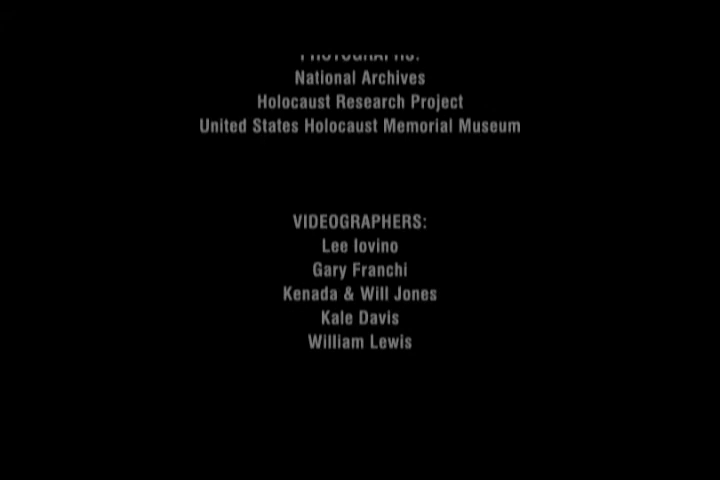 PHOTOGRAPHS:
National Archives
Holocaust Research Project
United States Holocaust Memorial Museum
VIDEOGRAPHERS:
Lee Iovino
Gary Franchi
Kenada & Will Jones
Kale Davis
William Lewis